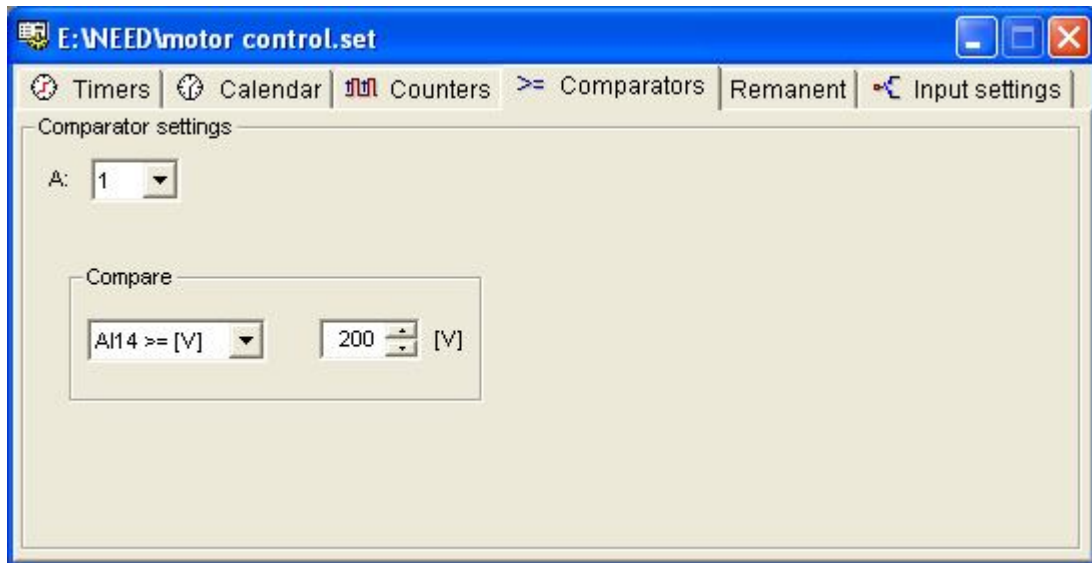 E:\NEED\motor control.set
Timers Calendar Counters >= Comparators Remanent Input settings
Comparator settings
A: 1
Compare
AI14 >= [V] 200 [V]